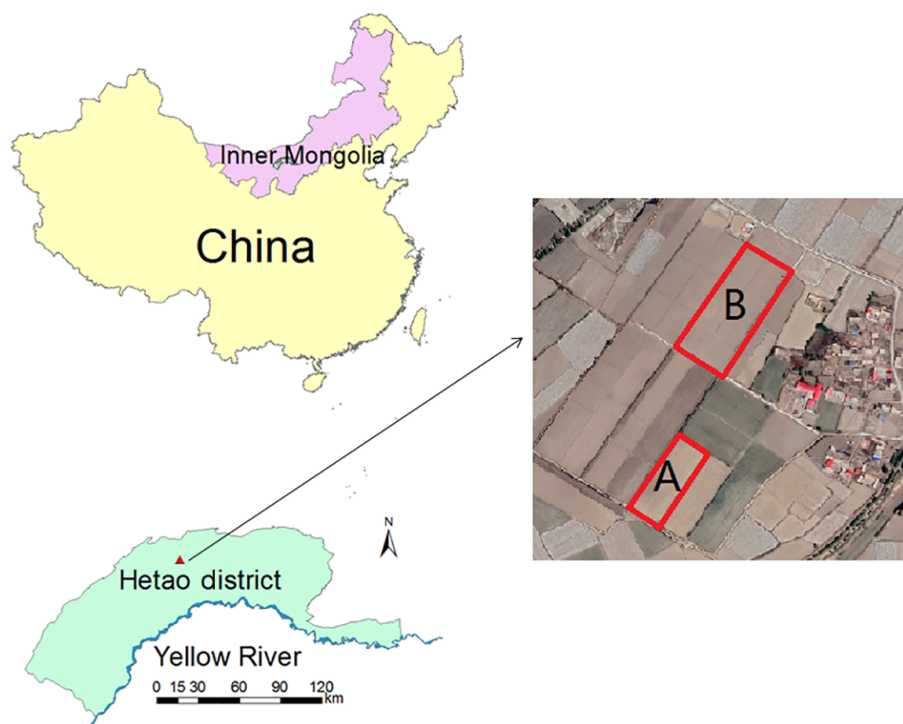 Inner Mongolia
China
B
A
N
Hetao district
Yellow River
0 15 30 60 90 120
km